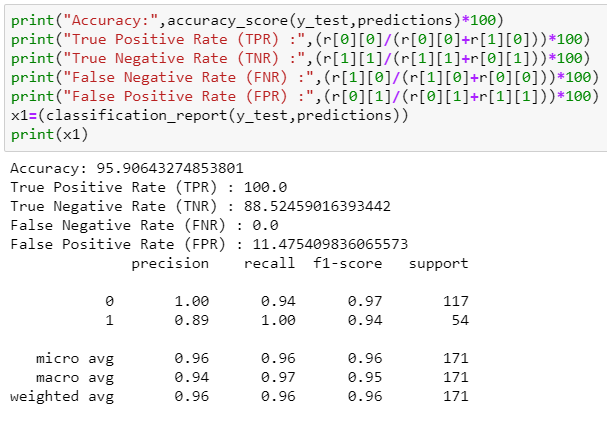 print("Accuracy:",accuracy_score(y_test,predictions)*100)
print("True Positive Rate (TPR) :",(r[0][0]/(r[0][0]+r[1][0]))*100)
print("True Negative Rate (TNR) :",(r[1][1]/(r[1][1]+r[0][1]))*100)
print("False Negative Rate (FNR) :",(r[1][0]/(r[1][0]+r[0][0]))*100)
print("False Positive Rate (FPR) :",(r[0][1]/(r[0][1]+r[1][1]))*100)
x1=(classification_report(y_test,predictions))
print(x1)
Accuracy: 95.90643274853801
True Positive Rate (TPR) : 100.0
True Negative Rate (TNR) : 88.52459016393442
False Negative Rate (FNR) : 0.0
False Positive Rate (FPR) : 11.475409836065573
precision recall f1-score support
0 1.00 0.94 0.97 117
1 0.89 1.00 0.94 54
micro avg 0.96 0.96 0.96 171
macro avg 0.94 0.97 0.95 171
weighted avg 0.96 0.96 0.96 171